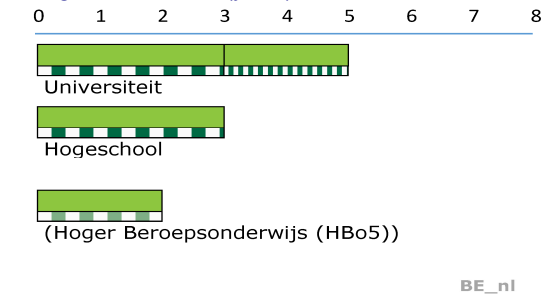 0 1 2 3 4 5 6 7 8
Universiteit
Hogeschool
(Hoger Beroepsonderwijs (HBo5))
BE_nl